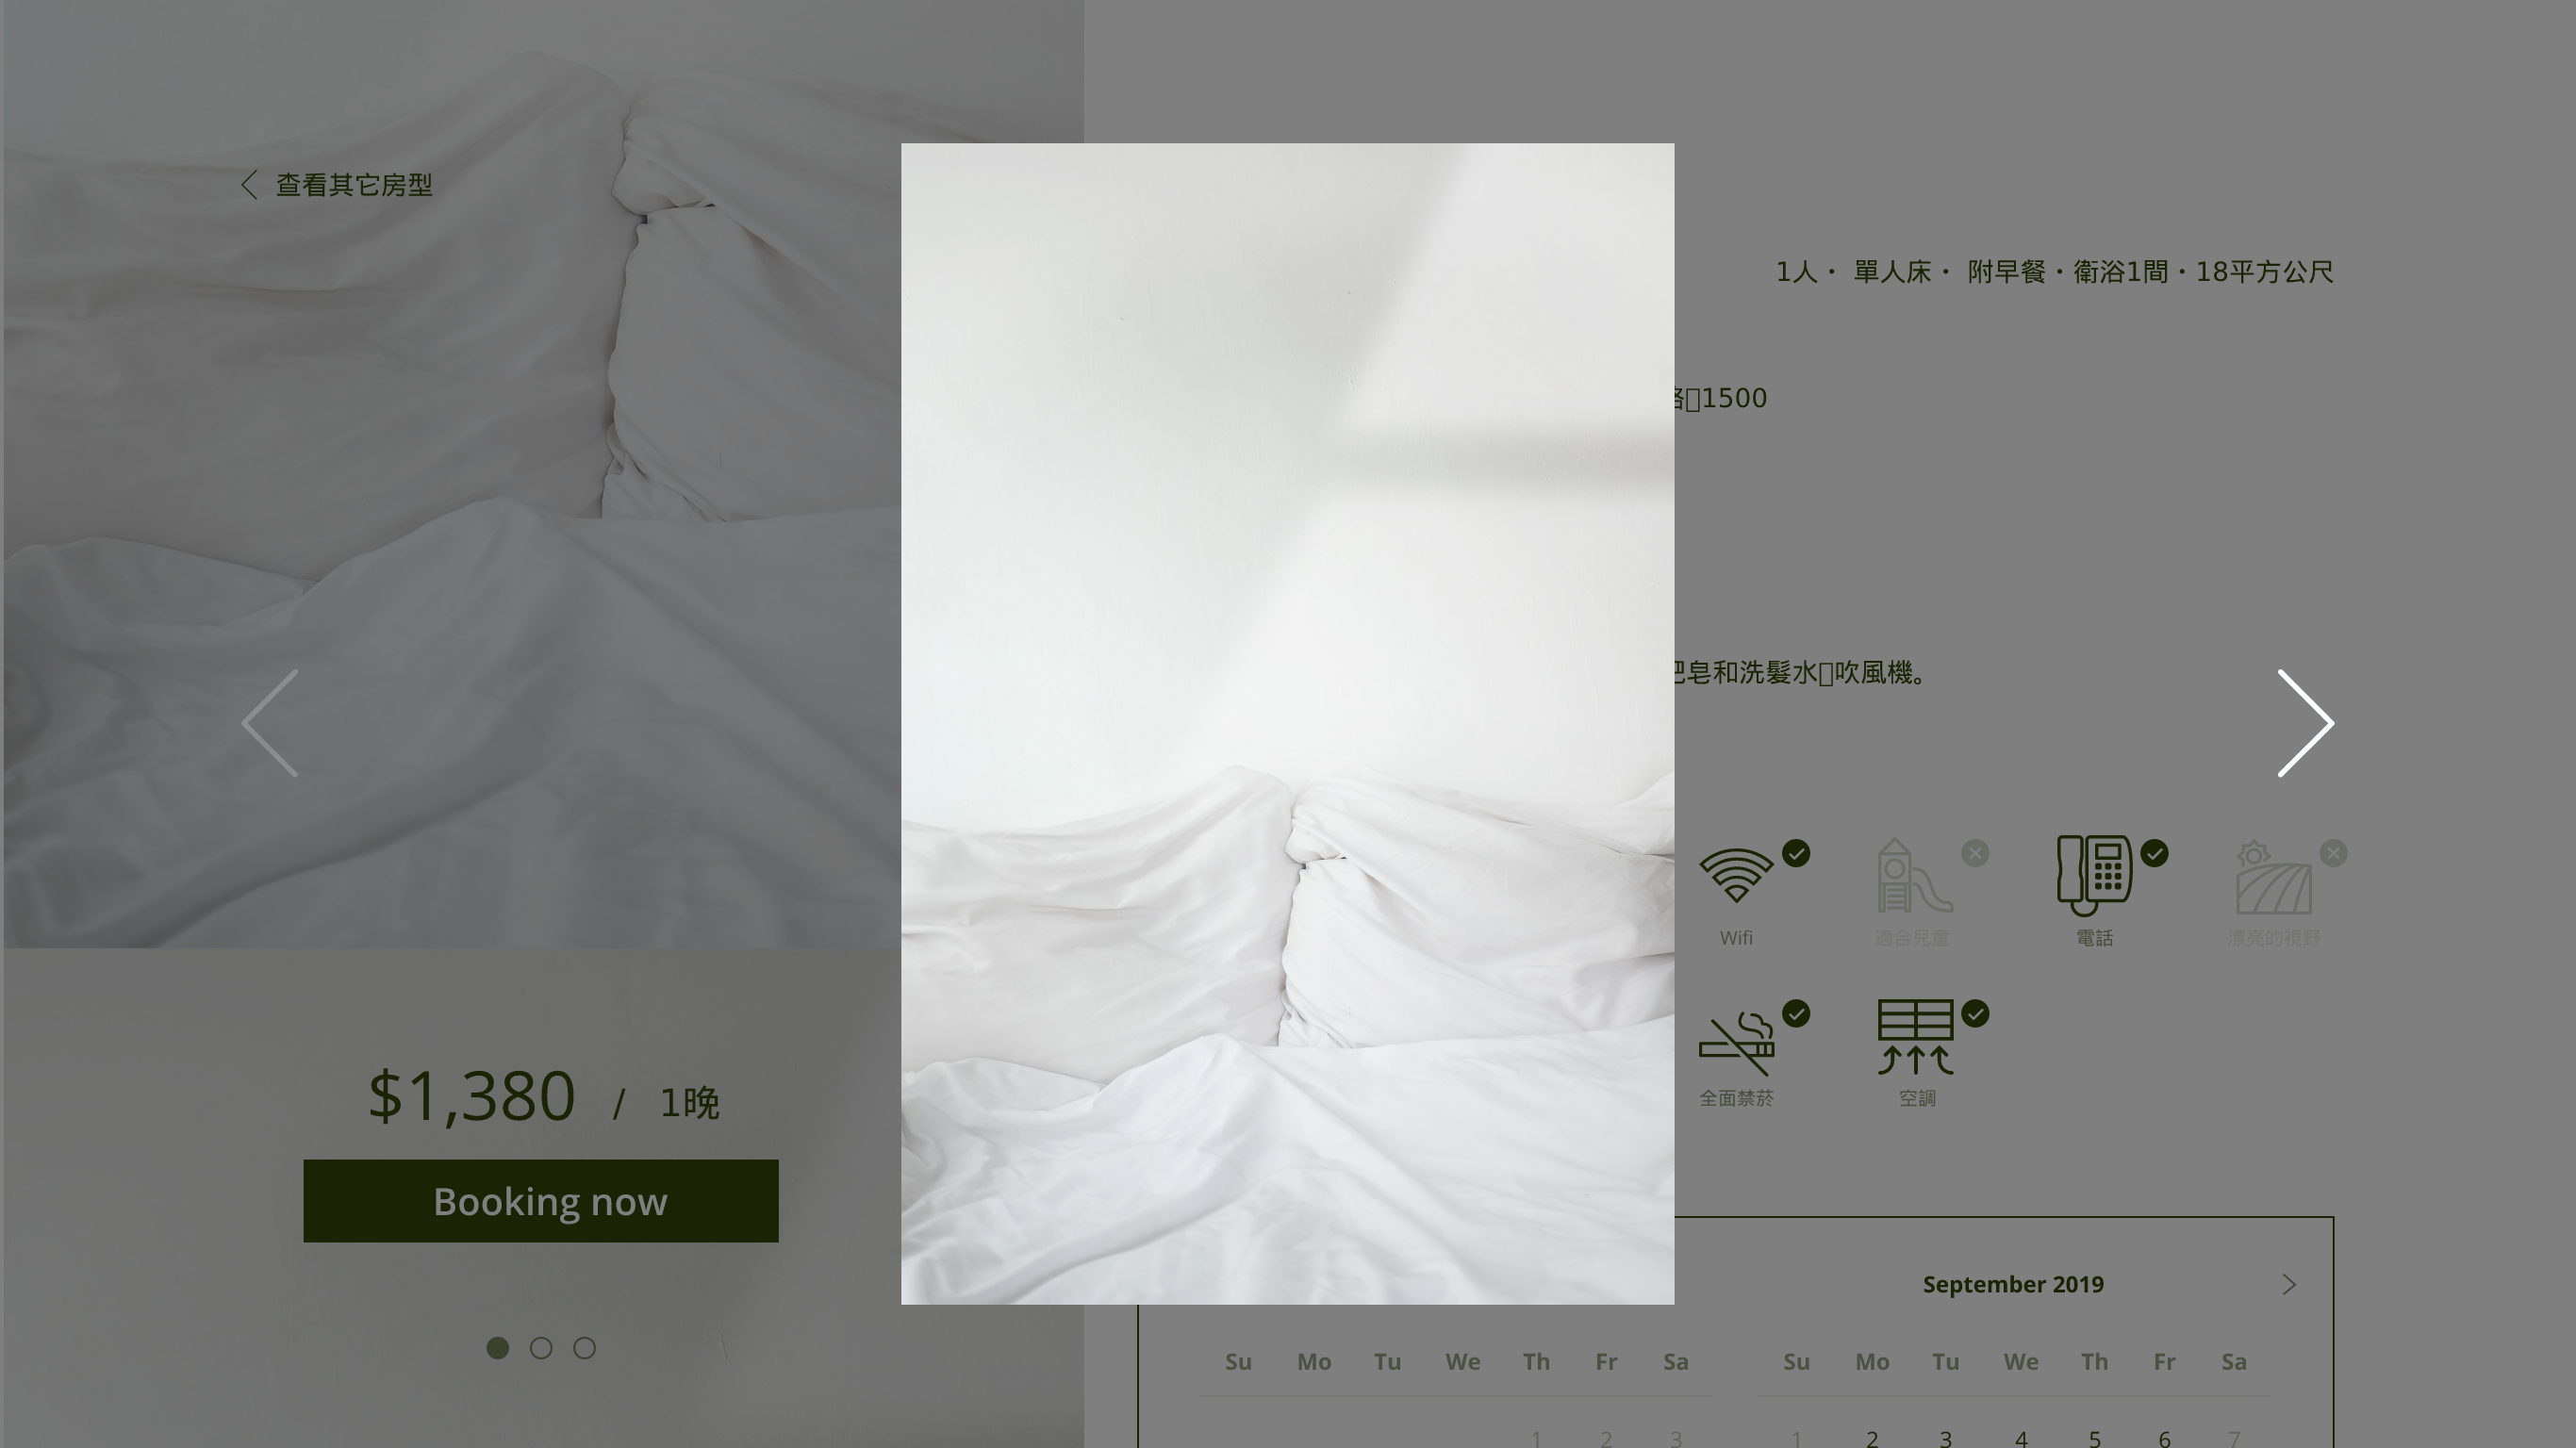 查看其它房型
1人・ 單人床・ 附早餐・衛浴1間・18平方公尺
1500
皂和洗髮水▯吹風機。
Wifi
適合兒童
電話
漂亮的視野
全面禁菸
空調
$1,380 / 1晚
Booking now
September 2019
Su Mo Tu We Th Fr Sa
Su Mo Tu We Th Fr Sa
1 2 3
1 2 3 4 5 6 7